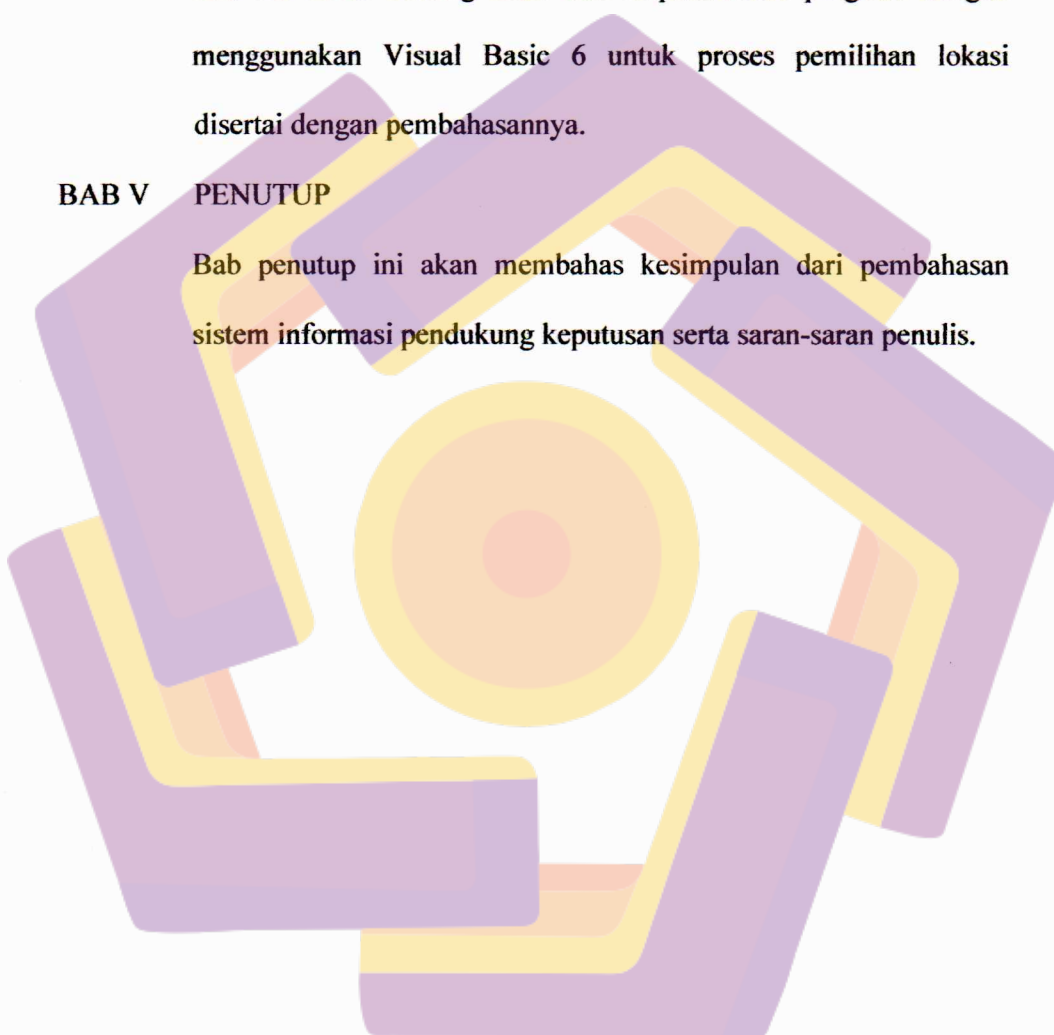 menggunakan Visual Basic 6 untuk proses pemilihan lokasi
disertai dengan pembahasannya.
BAB V PENUTUP
Bab penutup ini akan membahas kesimpulan dari pembahasan
sistem informasi pendukung keputusan serta saran-saran penulis.